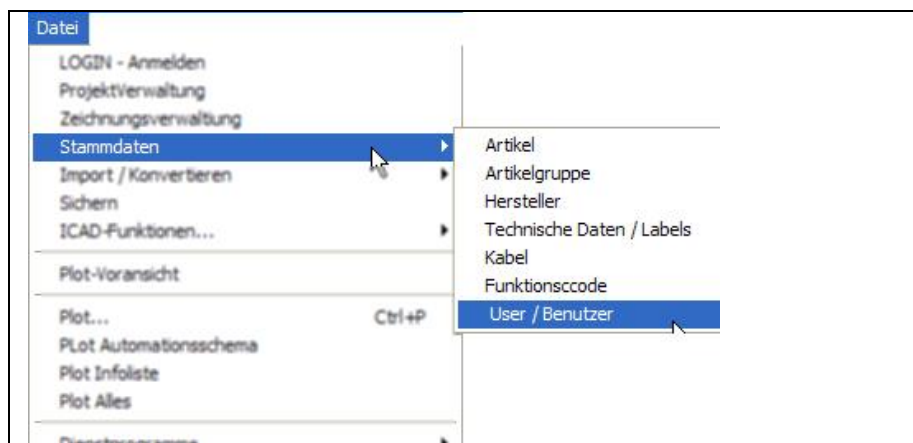 Datei
LOGIN - Anmelden
ProjektVerwaltung
Zeichnungsverwaltung
Stammdaten
Import / Konvertieren
Sichern
ICAD-Funktionen...
Plot-Voransicht
Plot... Ctrl+P
PLot Automationsschema
Plot Infoliste
Plot Alles
Dienstprogramme
Artikel
Artikelgruppe
Hersteller
Technische Daten / Labels
Kabel
Funktionsccode
User / Benutzer